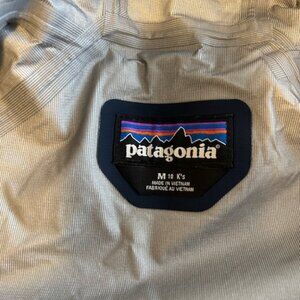 patagonia®
M 10 K's
MADE IN VIETNAM
FABRIQUÉ AU VIETNAM